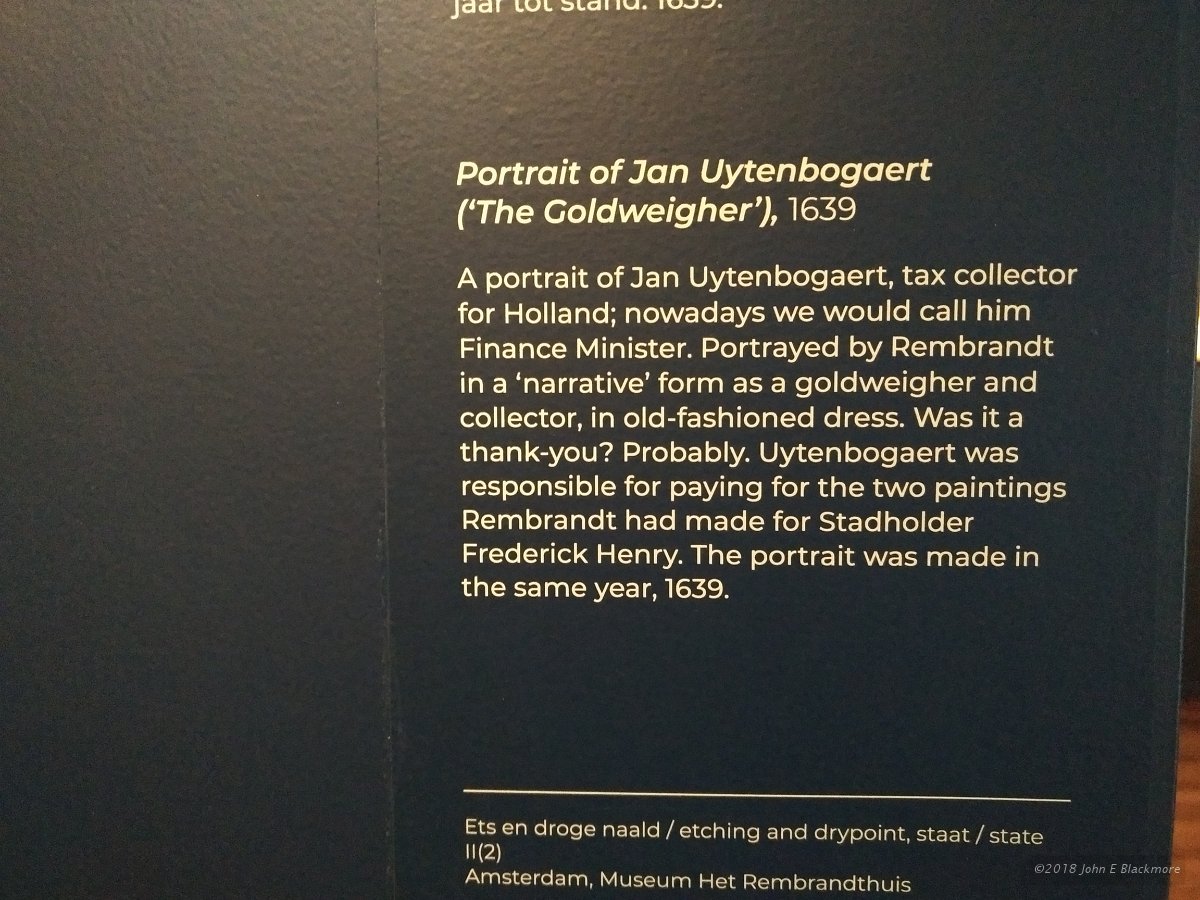 jaar tot stand. 1639.
Portrait of Jan Uytenbogaert
(‘The Goldweigher’), 1639
A portrait of Jan Uytenbogaert, tax collector
for Holland; nowadays we would call him
Finance Minister. Portrayed by Rembrandt
in a ‘narrative’ form as a goldweigher and
collector, in old-fashioned dress. Was it a
thank-you? Probably. Uytenbogaert was
responsible for paying for the two paintings
Rembrandt had made for Stadholder
Frederick Henry. The portrait was made in
the same year, 1639.
Ets en droge naald / etching and drypoint, staat / state
II(2)
Amsterdam, Museum Het Rembrandthuis
©2018 John E Blackmore